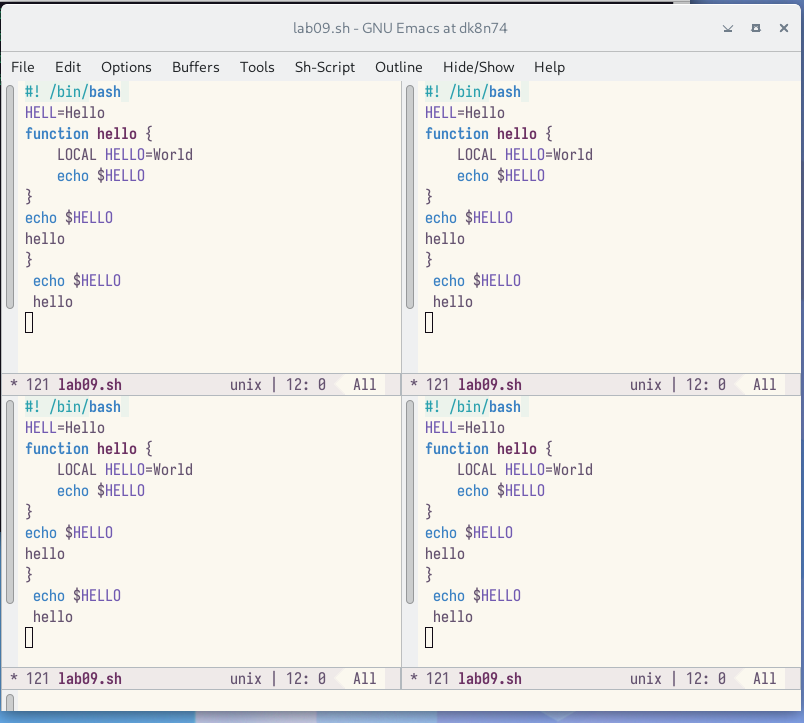 lab09.sh - GNU Emacs at dk8n74
File Edit Options Buffers Tools Sh-Script Outline Hide/Show Help
#! /bin/bash
HELL=Hello
function hello {
    LOCAL HELLO=World
    echo $HELLO
}
echo $HELLO
hello
}
 echo $HELLO
 hello
* 121 lab09.sh unix | 12: 0 All
#! /bin/bash
HELL=Hello
function hello {
    LOCAL HELLO=World
    echo $HELLO
}
echo $HELLO
hello
}
 echo $HELLO
 hello
* 121 lab09.sh unix | 12: 0 All
#! /bin/bash
HELL=Hello
function hello {
    LOCAL HELLO=World
    echo $HELLO
}
echo $HELLO
hello
}
 echo $HELLO
 hello
* 121 lab09.sh unix | 12: 0 All
#! /bin/bash
HELL=Hello
function hello {
    LOCAL HELLO=World
    echo $HELLO
}
echo $HELLO
hello
}
 echo $HELLO
 hello
* 121 lab09.sh unix | 12: 0 All